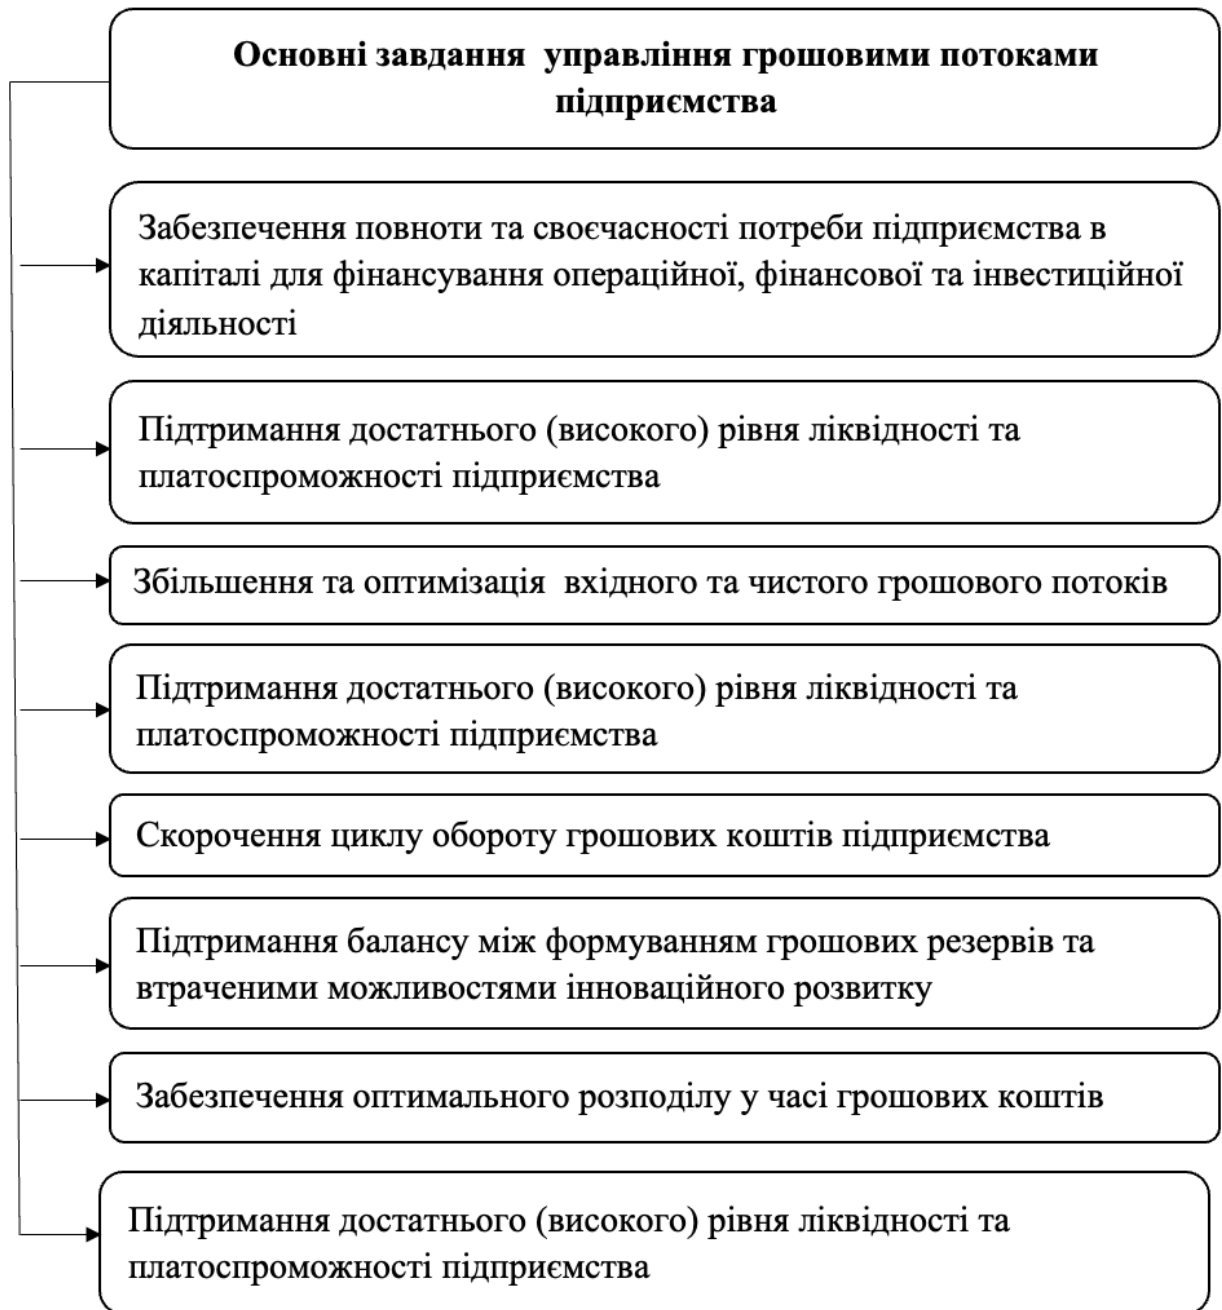 Основні завдання  управління грошовими потоками
підприємства
Забезпечення повноти та своєчасності потреби підприємства в
капіталі для фінансування операційної, фінансової та інвестиційної
діяльності
Підтримання достатнього (високого) рівня ліквідності та
платоспроможності підприємства
Збільшення та оптимізація  вхідного та чистого грошового потоків
Підтримання достатнього (високого) рівня ліквідності та
платоспроможності підприємства
Скорочення циклу обороту грошових коштів підприємства
Підтримання балансу між формуванням грошових резервів та
втраченими можливостями інноваційного розвитку
Забезпечення оптимального розподілу у часі грошових коштів
Підтримання достатнього (високого) рівня ліквідності та
платоспроможності підприємства